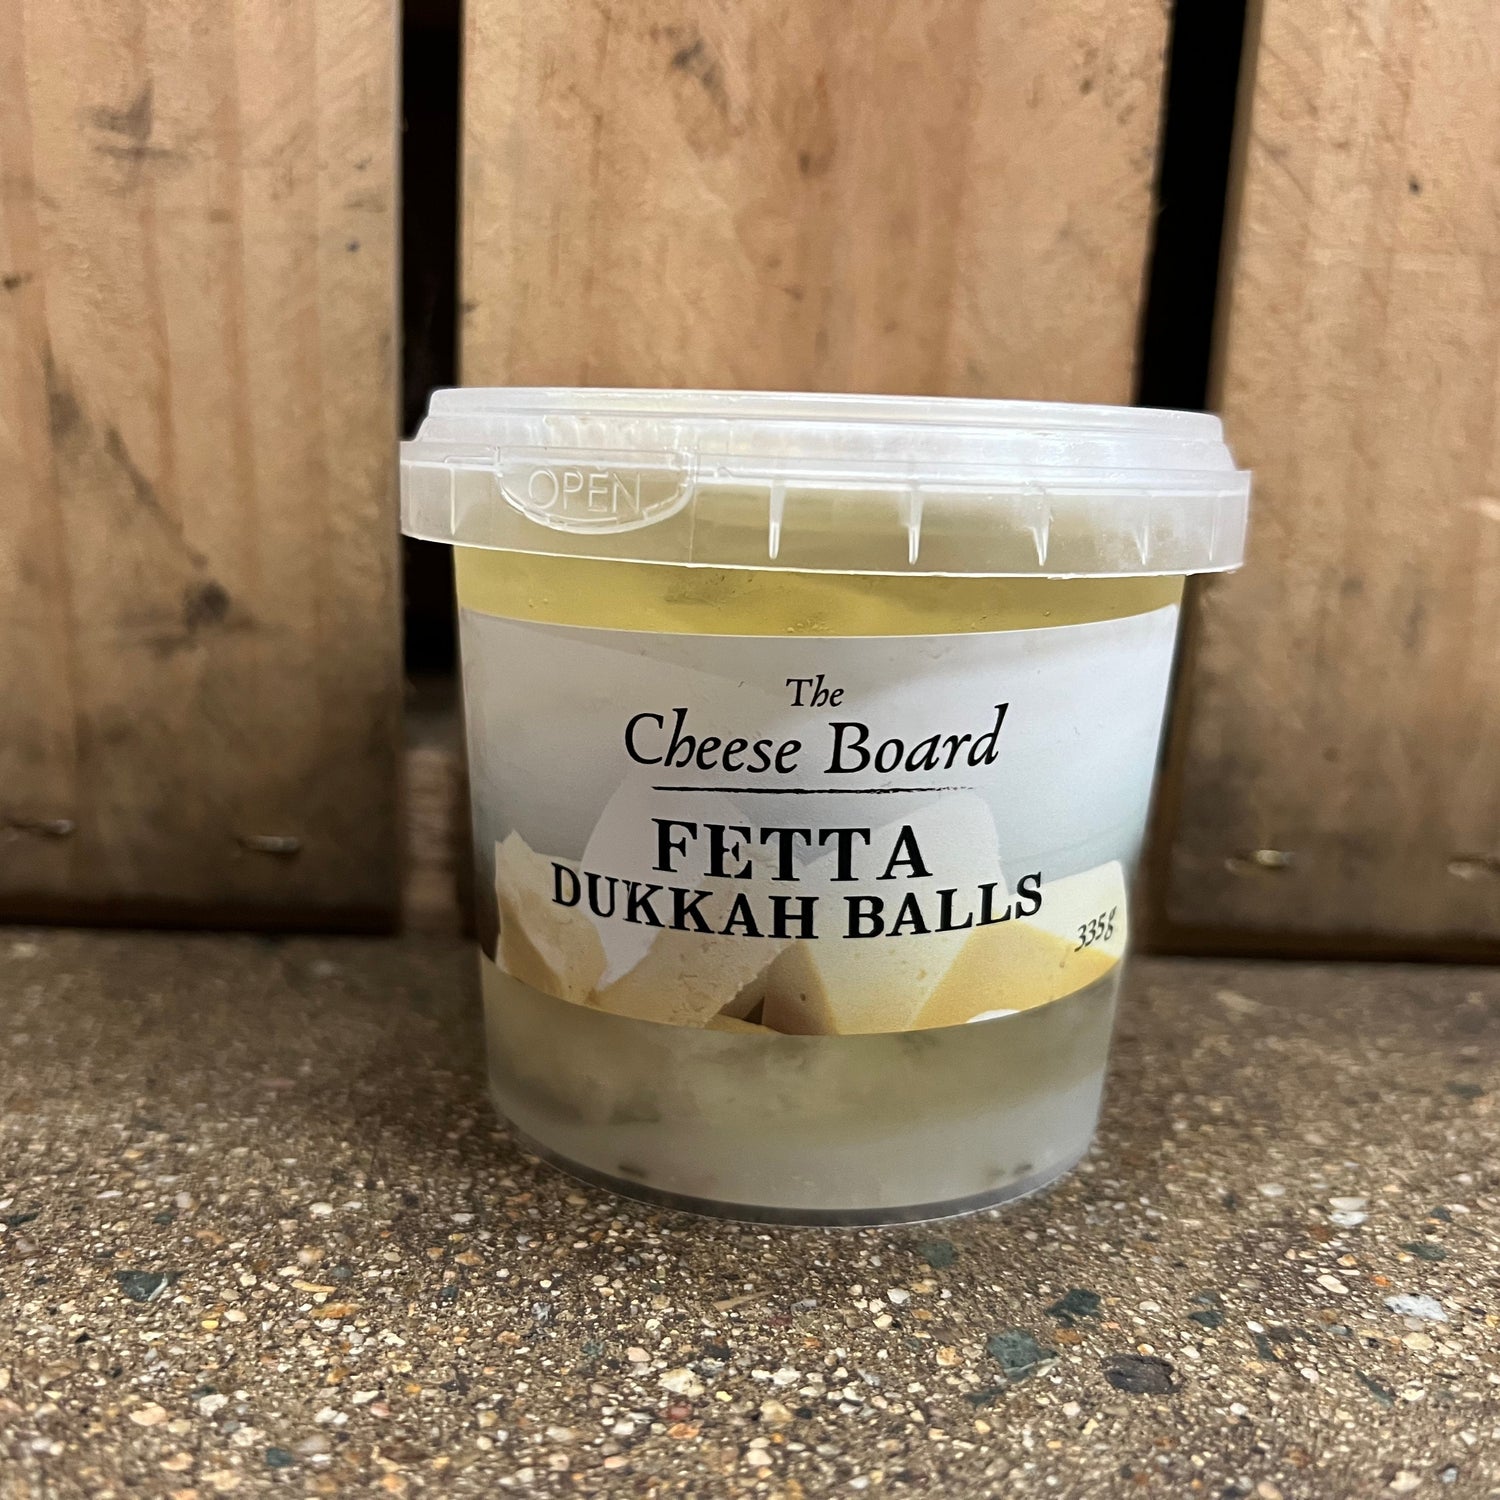 OPEN
The
Cheese Board
FETTA
DUKKAH BALLS
335g